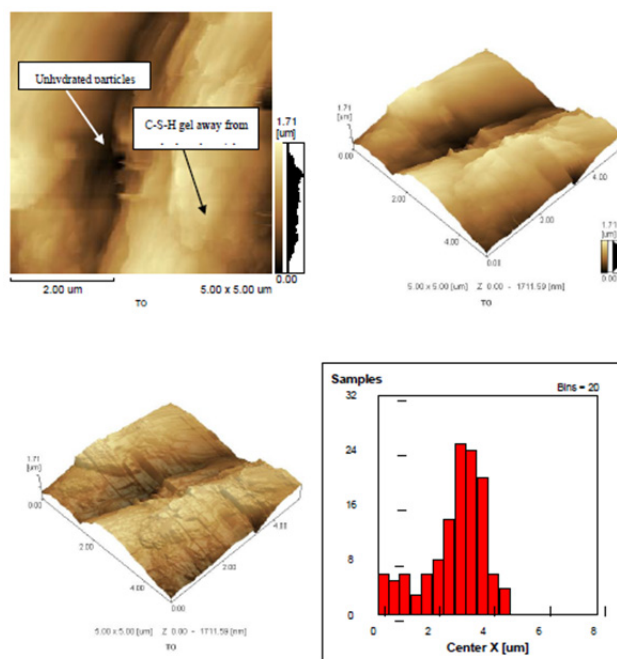 Unhydrated particles
C-S-H gel away from
1.71
[um]
0.00
2.00 um
5.00 x 5.00 um
TO
1.71
[um]
0.00
2.00
4.00
0.00
2.00
4.00
5.00 x 5.00 [um] Z 0.00 - 1711.59 [nm]
TO
1.71
[um]
0.00
1.71
[um]
0.00
2.00
4.00
0.00
2.00
4.00
5.00 x 5.00 [um] Z 0.00 - 1711.59 [nm]
TO
Samples
Bins = 20
32
24
16
8
0
0
2
4
6
8
Center X [um]